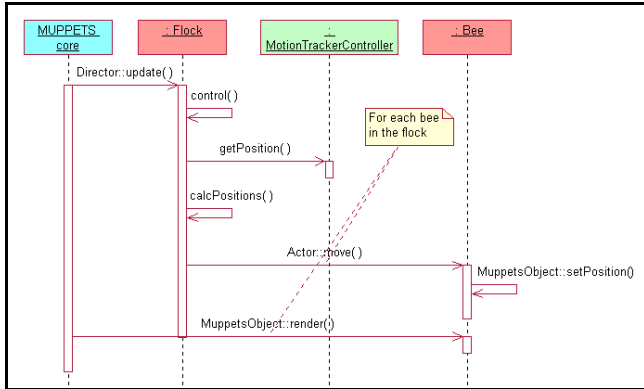 MUPPETS core
: Flock
: MotionTrackerController
: Bee
Director::update( )
control( )
For each bee
in the flock
getPosition( )
calcPositions( )
Actor::move( )
MuppetsObject::setPosition()
MuppetsObject::render( )